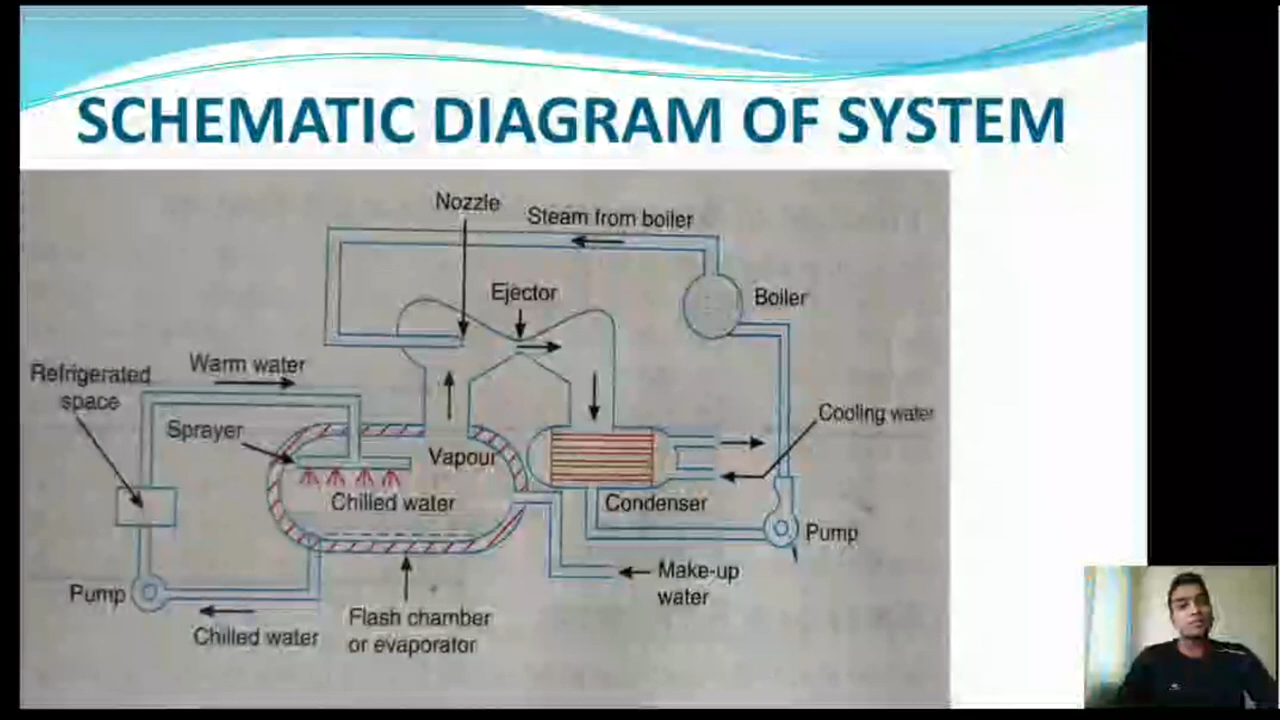 SCHEMATIC DIAGRAM OF SYSTEM
Nozzle
Steam from boiler
Ejector
Boiler
Warm water
Refrigerated
space
Cooling water
Sprayer
Vapour
Chilled water
Condenser
Pump
Make-up
water
Pump
Flash chamber
or evaporator
Chilled water